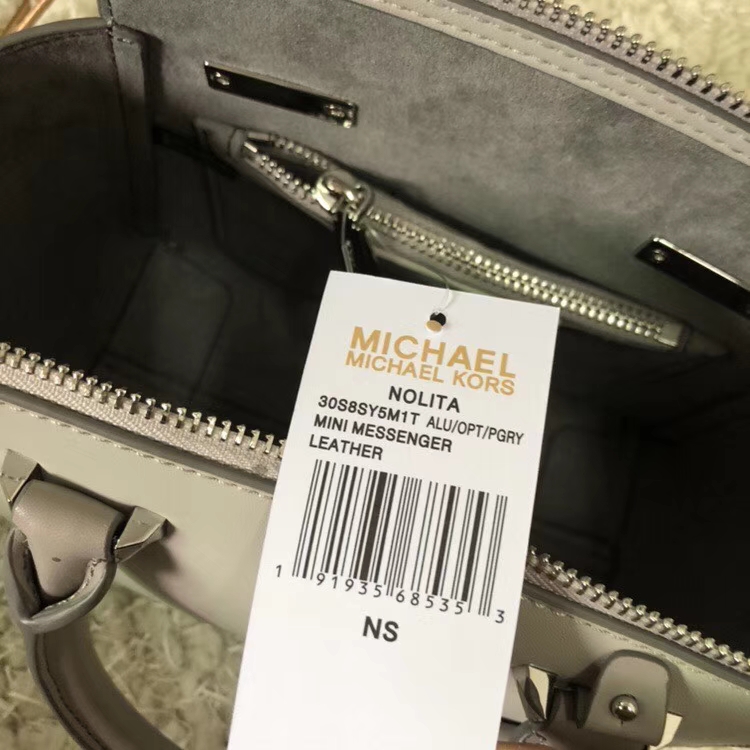 MICHAEL
MICHAEL KORS
NOLITA
30S8SY5M1T ALU/OPT/PGRY
MINI MESSENGER
LEATHER
1 91935 68535 3
NS